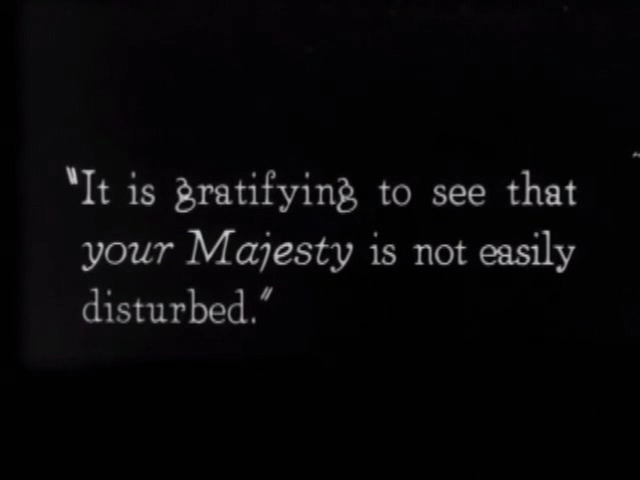 "It is gratifying to see that
your Majesty is not easily
disturbed."